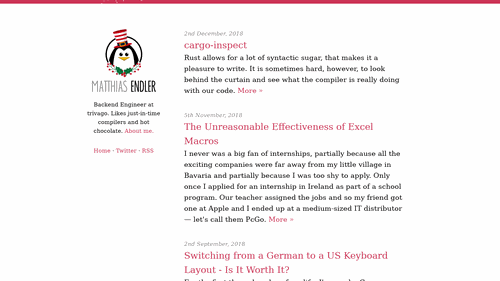 MATTHIAS ENDLER
Backend Engineer at
trivago. Likes just-in-time
compilers and hot
chocolate. About me.
Home · Twitter · RSS
2nd December, 2018
cargo-inspect
Rust allows for a lot of syntactic sugar, that makes it a
pleasure to write. It is sometimes hard, however, to look
behind the curtain and see what the compiler is really doing
with our code. More »
5th November, 2018
The Unreasonable Effectiveness of Excel
Macros
I never was a big fan of internships, partially because all the
exciting companies were far away from my little village in
Bavaria and partially because I was too shy to apply. Only
once I applied for an internship in Ireland as part of a school
program. Our teacher assigned the jobs and so my friend got
one at Apple and I ended up at a medium-sized IT distributor
— let's call them PcGo. More »
2nd September, 2018
Switching from a German to a US Keyboard
Layout - Is It Worth It?